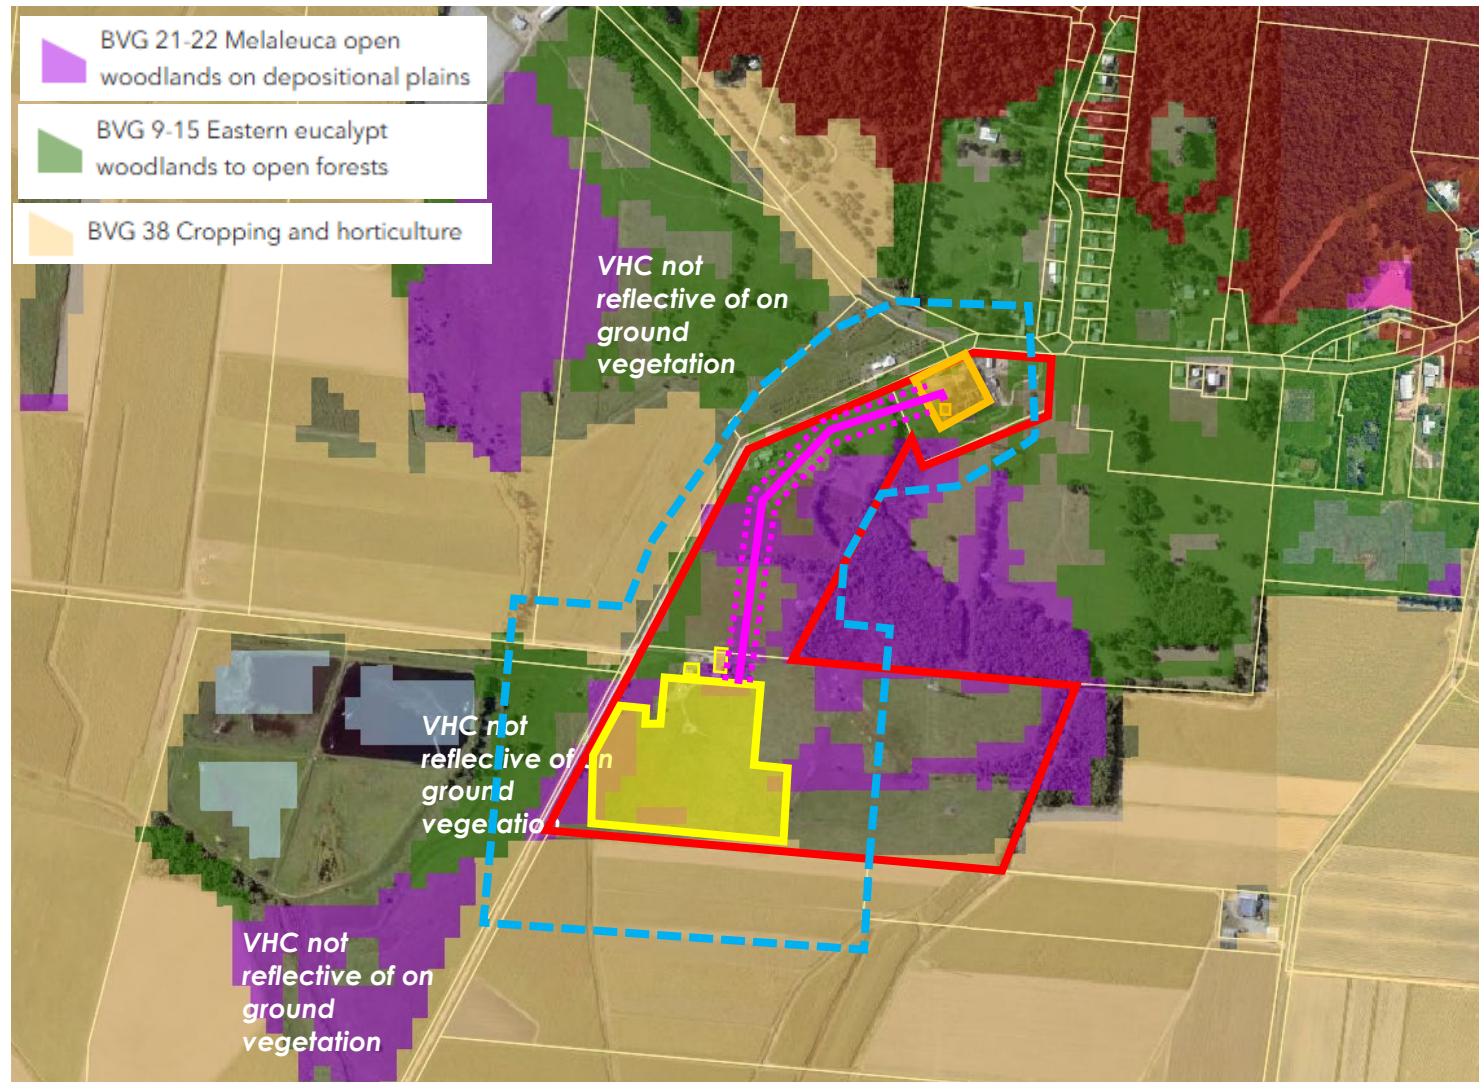 BVG 21-22 Melaleuca open
woodlands on depositional plains
BVG 9-15 Eastern eucalypt
woodlands to open forests
BVG 38 Cropping and horticulture
VHC not
reflective of on
ground
vegetation
VHC not
reflective of on
ground
vegetation
VHC not
reflective of on
ground
vegetation